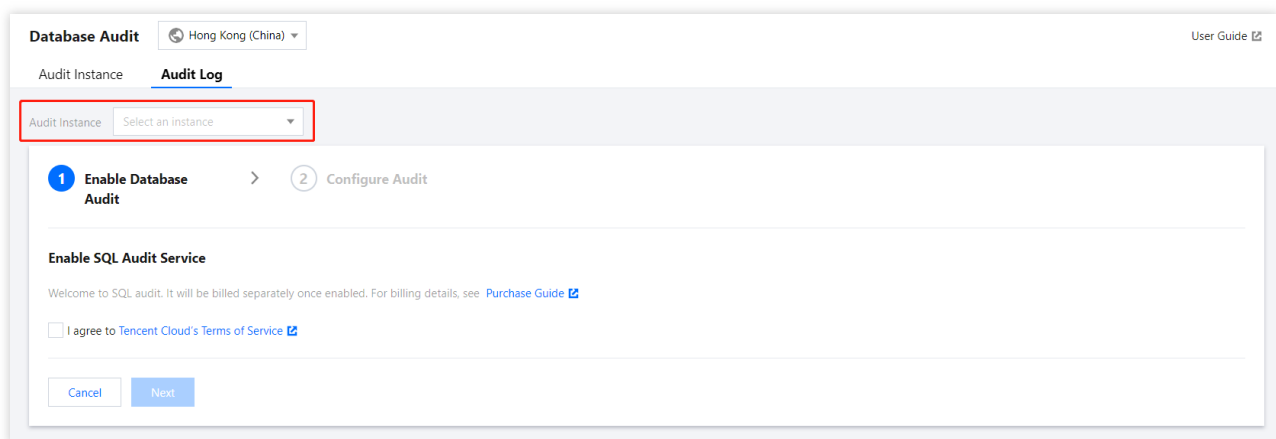 Database Audit Hong Kong (China) User Guide
Audit Instance Audit Log
Audit Instance Select an instance
1 Enable Database Audit 2 Configure Audit
Enable SQL Audit Service
Welcome to SQL audit. It will be billed separately once enabled. For billing details, see Purchase Guide
I agree to Tencent Cloud's Terms of Service
Cancel Next